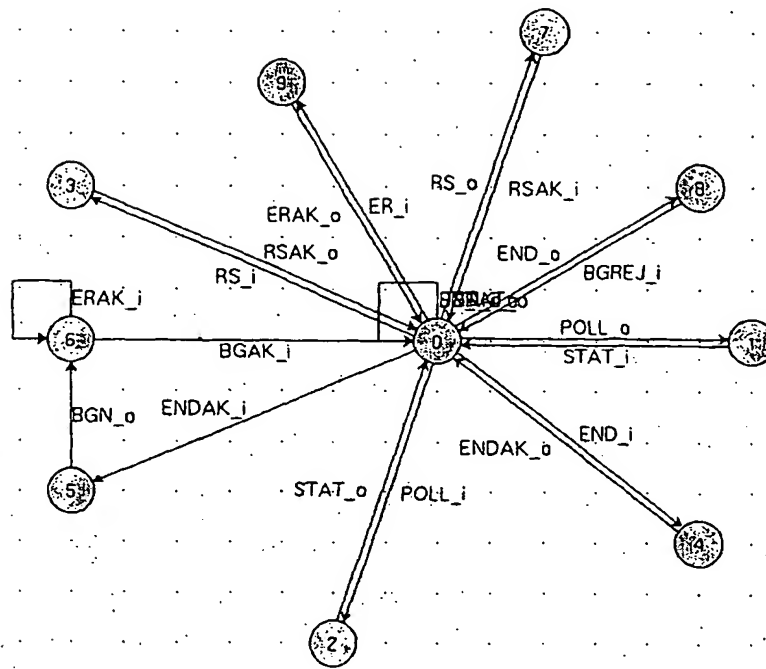 7
9
RS_o
RSAK_i
8
3
ERAK_o
ER_i
END_o
BGREJ_i
RSAK_o
RS_i
ERAK_i
6
BGAK_i
0
POLL_o
STAT_i
1
BGN_o
ENDAK_i
ENDAK_o
END_i
5
STAT_o
POLL_i
4
2